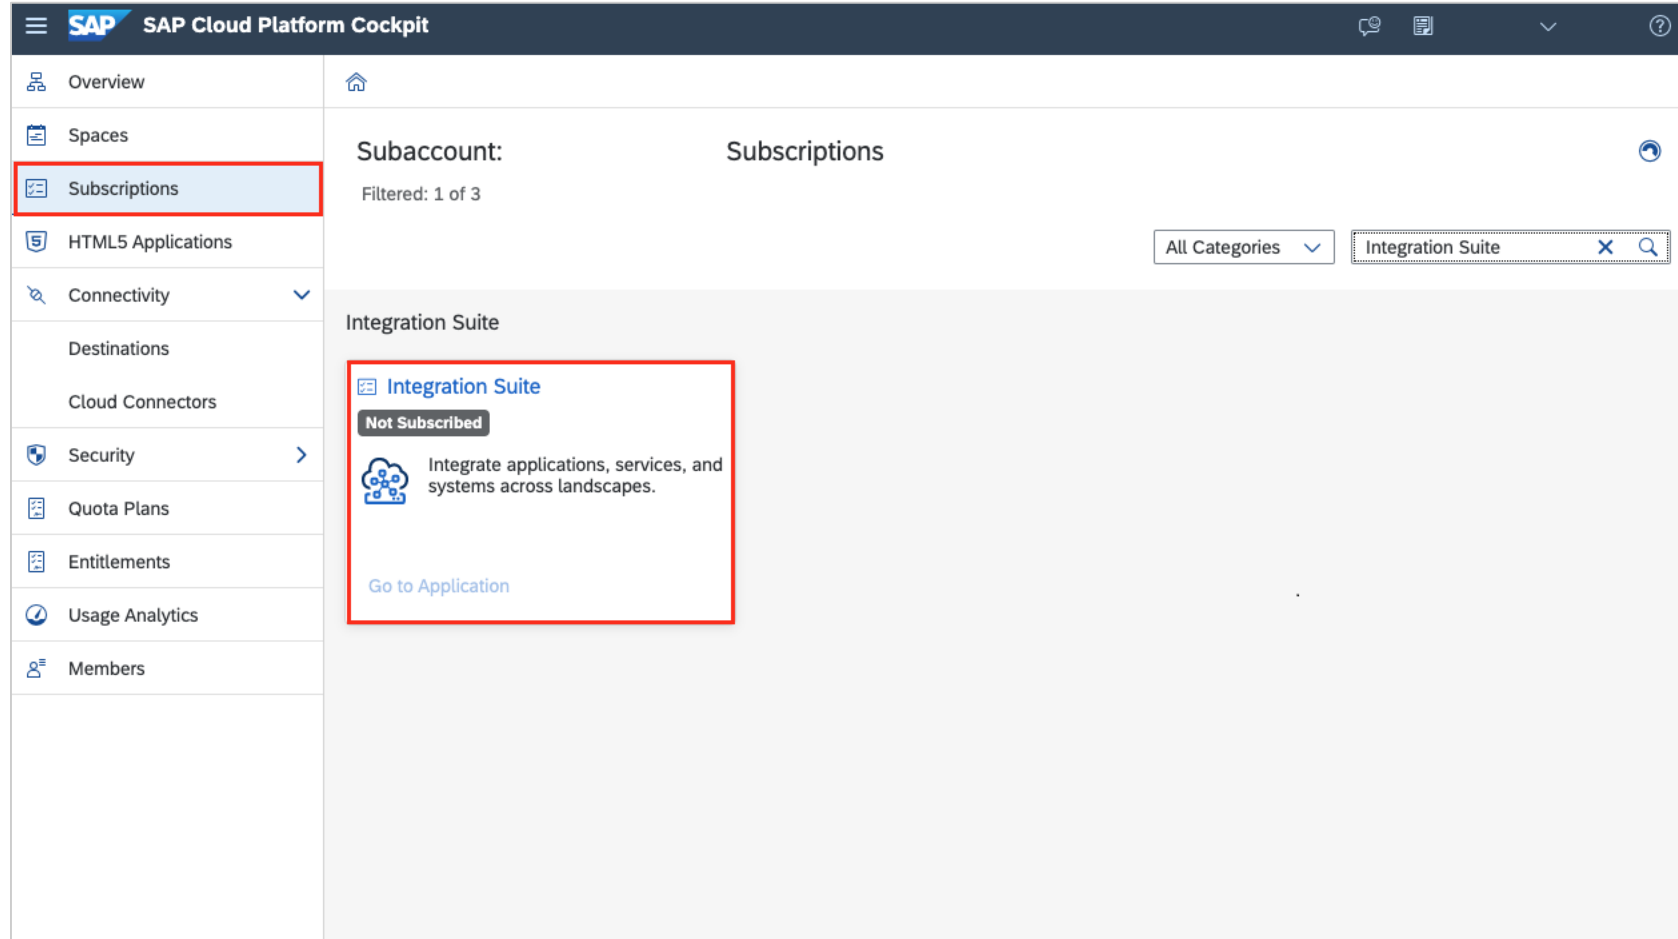 SAP SAP Cloud Platform Cockpit
Overview
Spaces
Subscriptions
HTML5 Applications
Connectivity
Destinations
Cloud Connectors
Security
Quota Plans
Entitlements
Usage Analytics
Members
Subaccount: Subscriptions
Filtered: 1 of 3
All Categories
Integration Suite
Integration Suite
Integration Suite
Not Subscribed
Integrate applications, services, and
systems across landscapes.
Go to Application